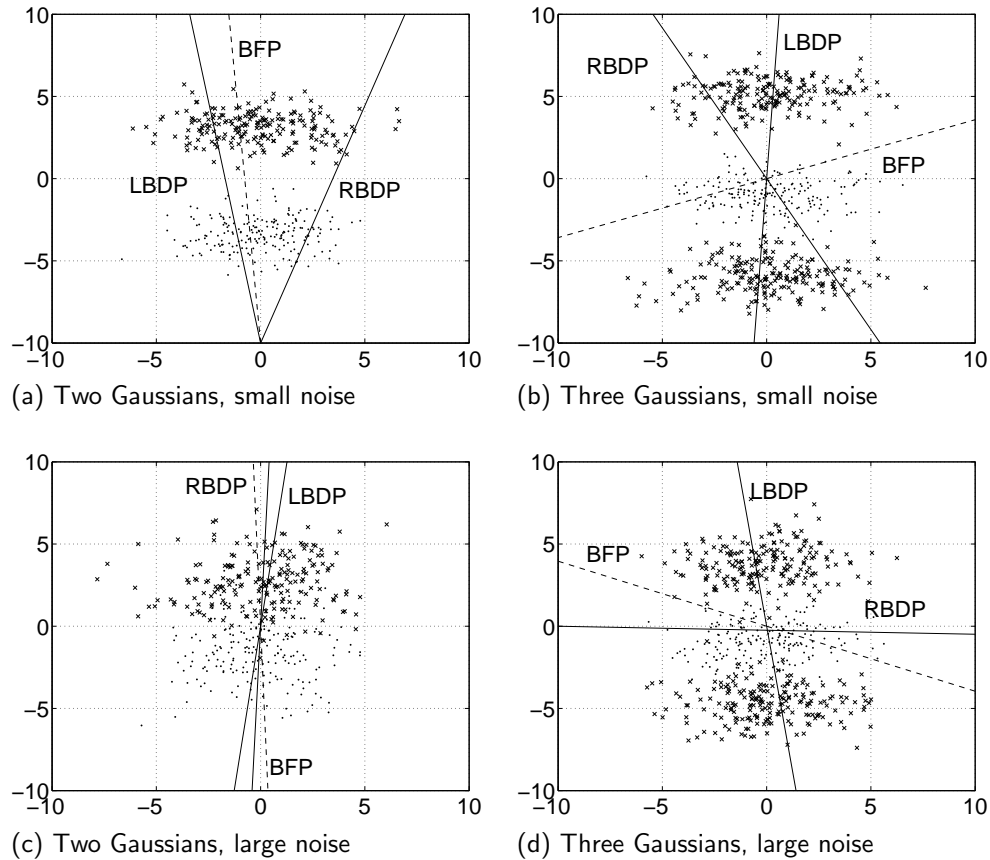 10
5
0
−5
−10
−10
−5
0
5
10
BFP
LBDP
RBDP
(a) Two Gaussians, small noise
10
5
0
−5
−10
−10
−5
0
5
10
LBDP
RBDP
BFP
(b) Three Gaussians, small noise
10
5
0
−5
−10
−10
−5
0
5
10
RBDP
LBDP
BFP
(c) Two Gaussians, large noise
10
5
0
−5
−10
−10
−5
0
5
10
LBDP
BFP
RBDP
(d) Three Gaussians, large noise